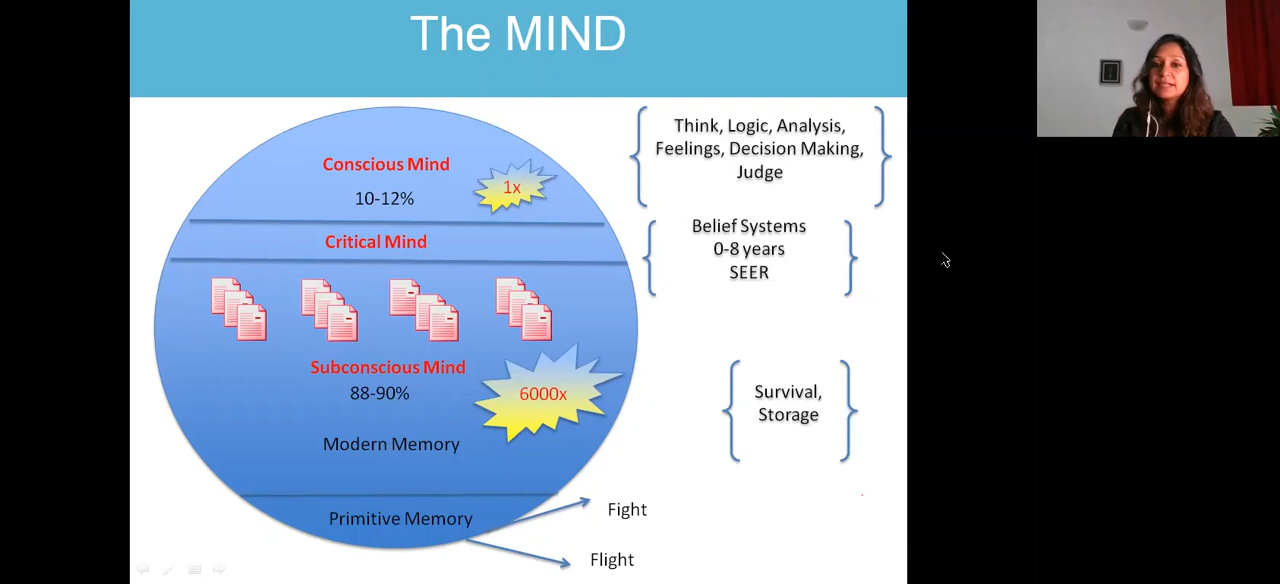 The MIND
Conscious Mind
10-12%
1x
Critical Mind
Subconscious Mind
88-90%
6000x
Modern Memory
Primitive Memory
Think, Logic, Analysis,
Feelings, Decision Making,
Judge
Belief Systems
0-8 years
SEER
Survival,
Storage
Fight
Flight